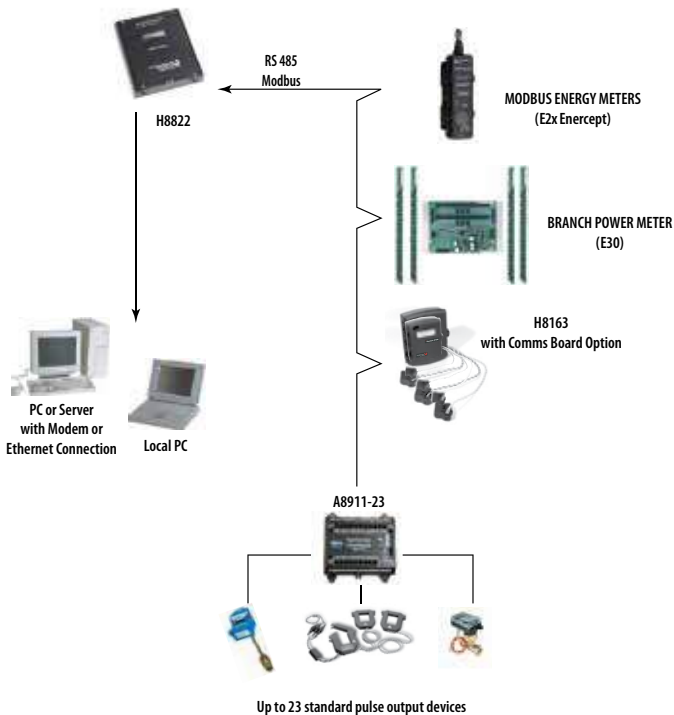 RS 485
Modbus
H8822
MODBUS ENERGY METERS
(E2x Enercept)
BRANCH POWER METER
(E30)
H8163
with Comms Board Option
PC or Server
with Modem or
Ethernet Connection
Local PC
A8911-23
Up to 23 standard pulse output devices